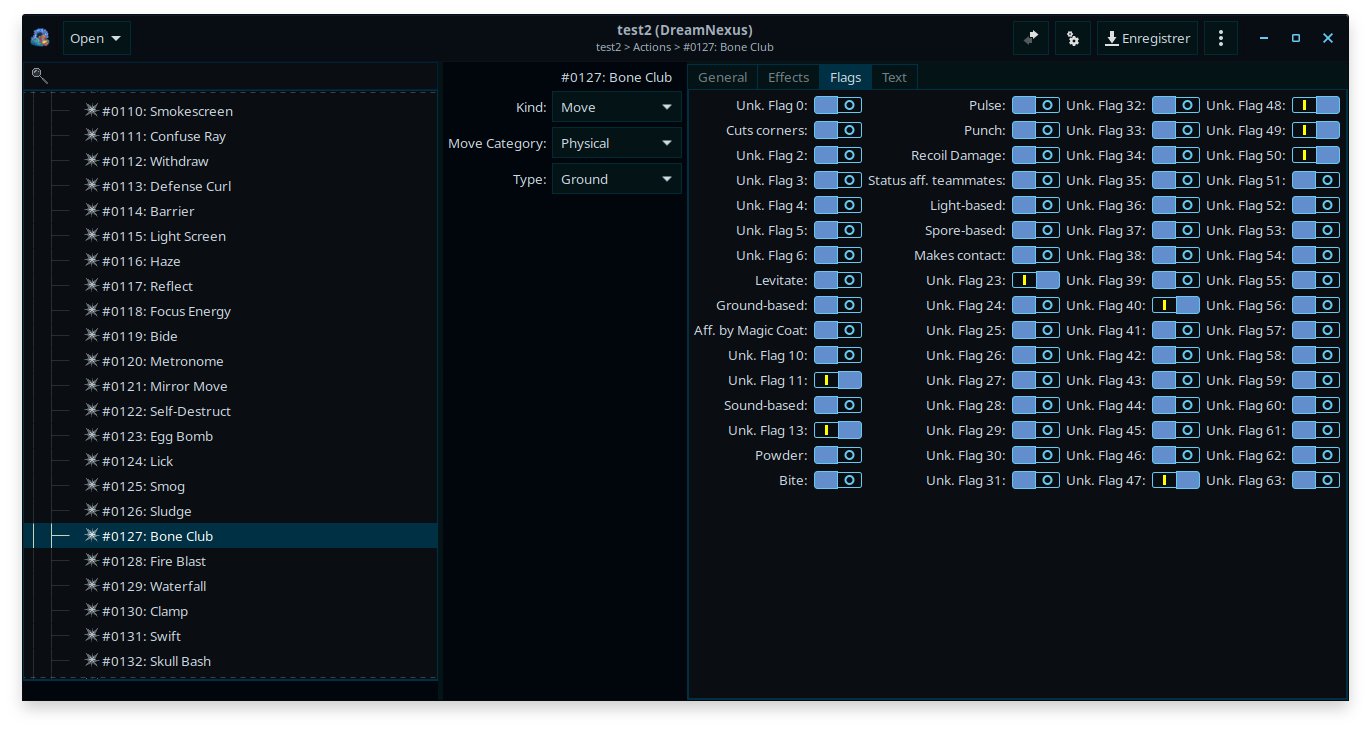 Open
test2 (DreamNexus)
test2 > Actions > #0127: Bone Club
Enregistrer
#0110: Smokescreen
#0111: Confuse Ray
#0112: Withdraw
#0113: Defense Curl
#0114: Barrier
#0115: Light Screen
#0116: Haze
#0117: Reflect
#0118: Focus Energy
#0119: Bide
#0120: Metronome
#0121: Mirror Move
#0122: Self-Destruct
#0123: Egg Bomb
#0124: Lick
#0125: Smog
#0126: Sludge
#0127: Bone Club
#0128: Fire Blast
#0129: Waterfall
#0130: Clamp
#0131: Swift
#0132: Skull Bash
#0127: Bone Club
Kind: Move
Move Category: Physical
Type: Ground
General Effects Flags Text
Unk. Flag 0: Pulse: Unk. Flag 32: Unk. Flag 48:
Cuts corners: Punch: Unk. Flag 33: Unk. Flag 49:
Unk. Flag 2: Recoil Damage: Unk. Flag 34: Unk. Flag 50:
Unk. Flag 3: Status aff. teammates: Unk. Flag 35: Unk. Flag 51:
Unk. Flag 4: Light-based: Unk. Flag 36: Unk. Flag 52:
Unk. Flag 5: Spore-based: Unk. Flag 37: Unk. Flag 53:
Unk. Flag 6: Makes contact: Unk. Flag 38: Unk. Flag 54:
Levitate: Unk. Flag 23: Unk. Flag 39: Unk. Flag 55:
Ground-based: Unk. Flag 24: Unk. Flag 40: Unk. Flag 56:
Aff. by Magic Coat: Unk. Flag 25: Unk. Flag 41: Unk. Flag 57:
Unk. Flag 10: Unk. Flag 26: Unk. Flag 42: Unk. Flag 58:
Unk. Flag 11: Unk. Flag 27: Unk. Flag 43: Unk. Flag 59:
Sound-based: Unk. Flag 28: Unk. Flag 44: Unk. Flag 60:
Unk. Flag 13: Unk. Flag 29: Unk. Flag 45: Unk. Flag 61:
Powder: Unk. Flag 30: Unk. Flag 46: Unk. Flag 62:
Bite: Unk. Flag 31: Unk. Flag 47: Unk. Flag 63: